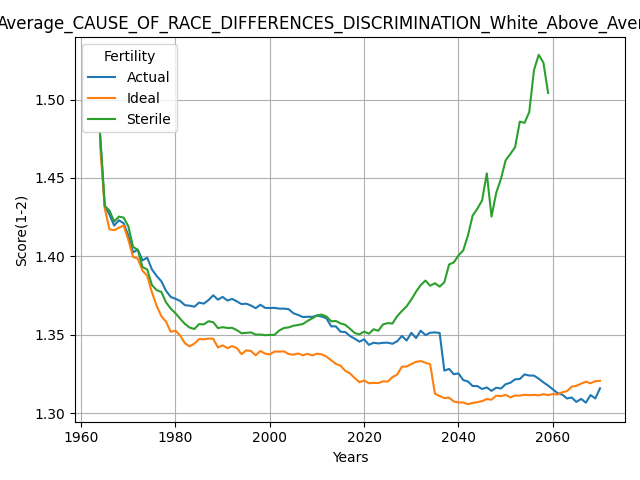 Average_CAUSE_OF_RACE_DIFFERENCES_DISCRIMINATION_White_Above_Aver
Fertility
Actual
Ideal
Sterile
1.50
1.45
1.40
1.35
1.30
Score(1-2)
1960 1980 2000 2020 2040 2060
Years